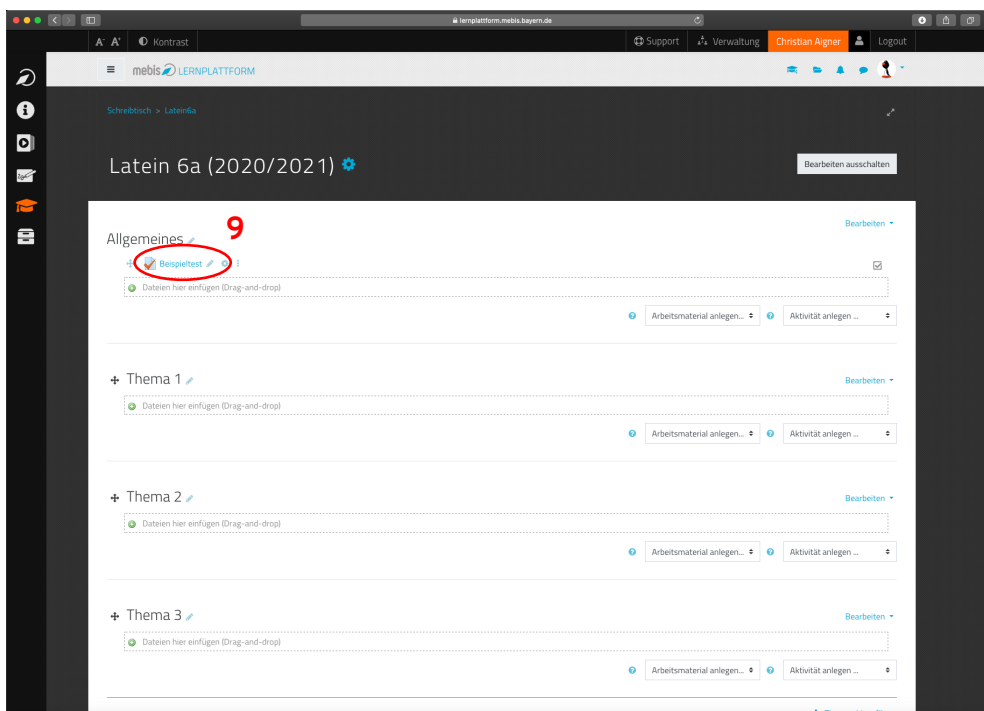 lernplattform.mebis.bayern.de
A- A+ Kontrast Support Verwaltung Christian Aigner Logout
mebis LERNPLATTFORM
Schreibtisch > Latein6a
Latein 6a (2020/2021) Bearbeiten ausschalten
Bearbeiten
9
Allgemeines
Beispieltest
Dateien hier einfügen (Drag-and-drop)
Arbeitsmaterial anlegen... Aktivität anlegen ...
Thema 1 Bearbeiten
Dateien hier einfügen (Drag-and-drop)
Arbeitsmaterial anlegen... Aktivität anlegen ...
Thema 2 Bearbeiten
Dateien hier einfügen (Drag-and-drop)
Arbeitsmaterial anlegen... Aktivität anlegen ...
Thema 3 Bearbeiten
Dateien hier einfügen (Drag-and-drop)
Arbeitsmaterial anlegen... Aktivität anlegen ...